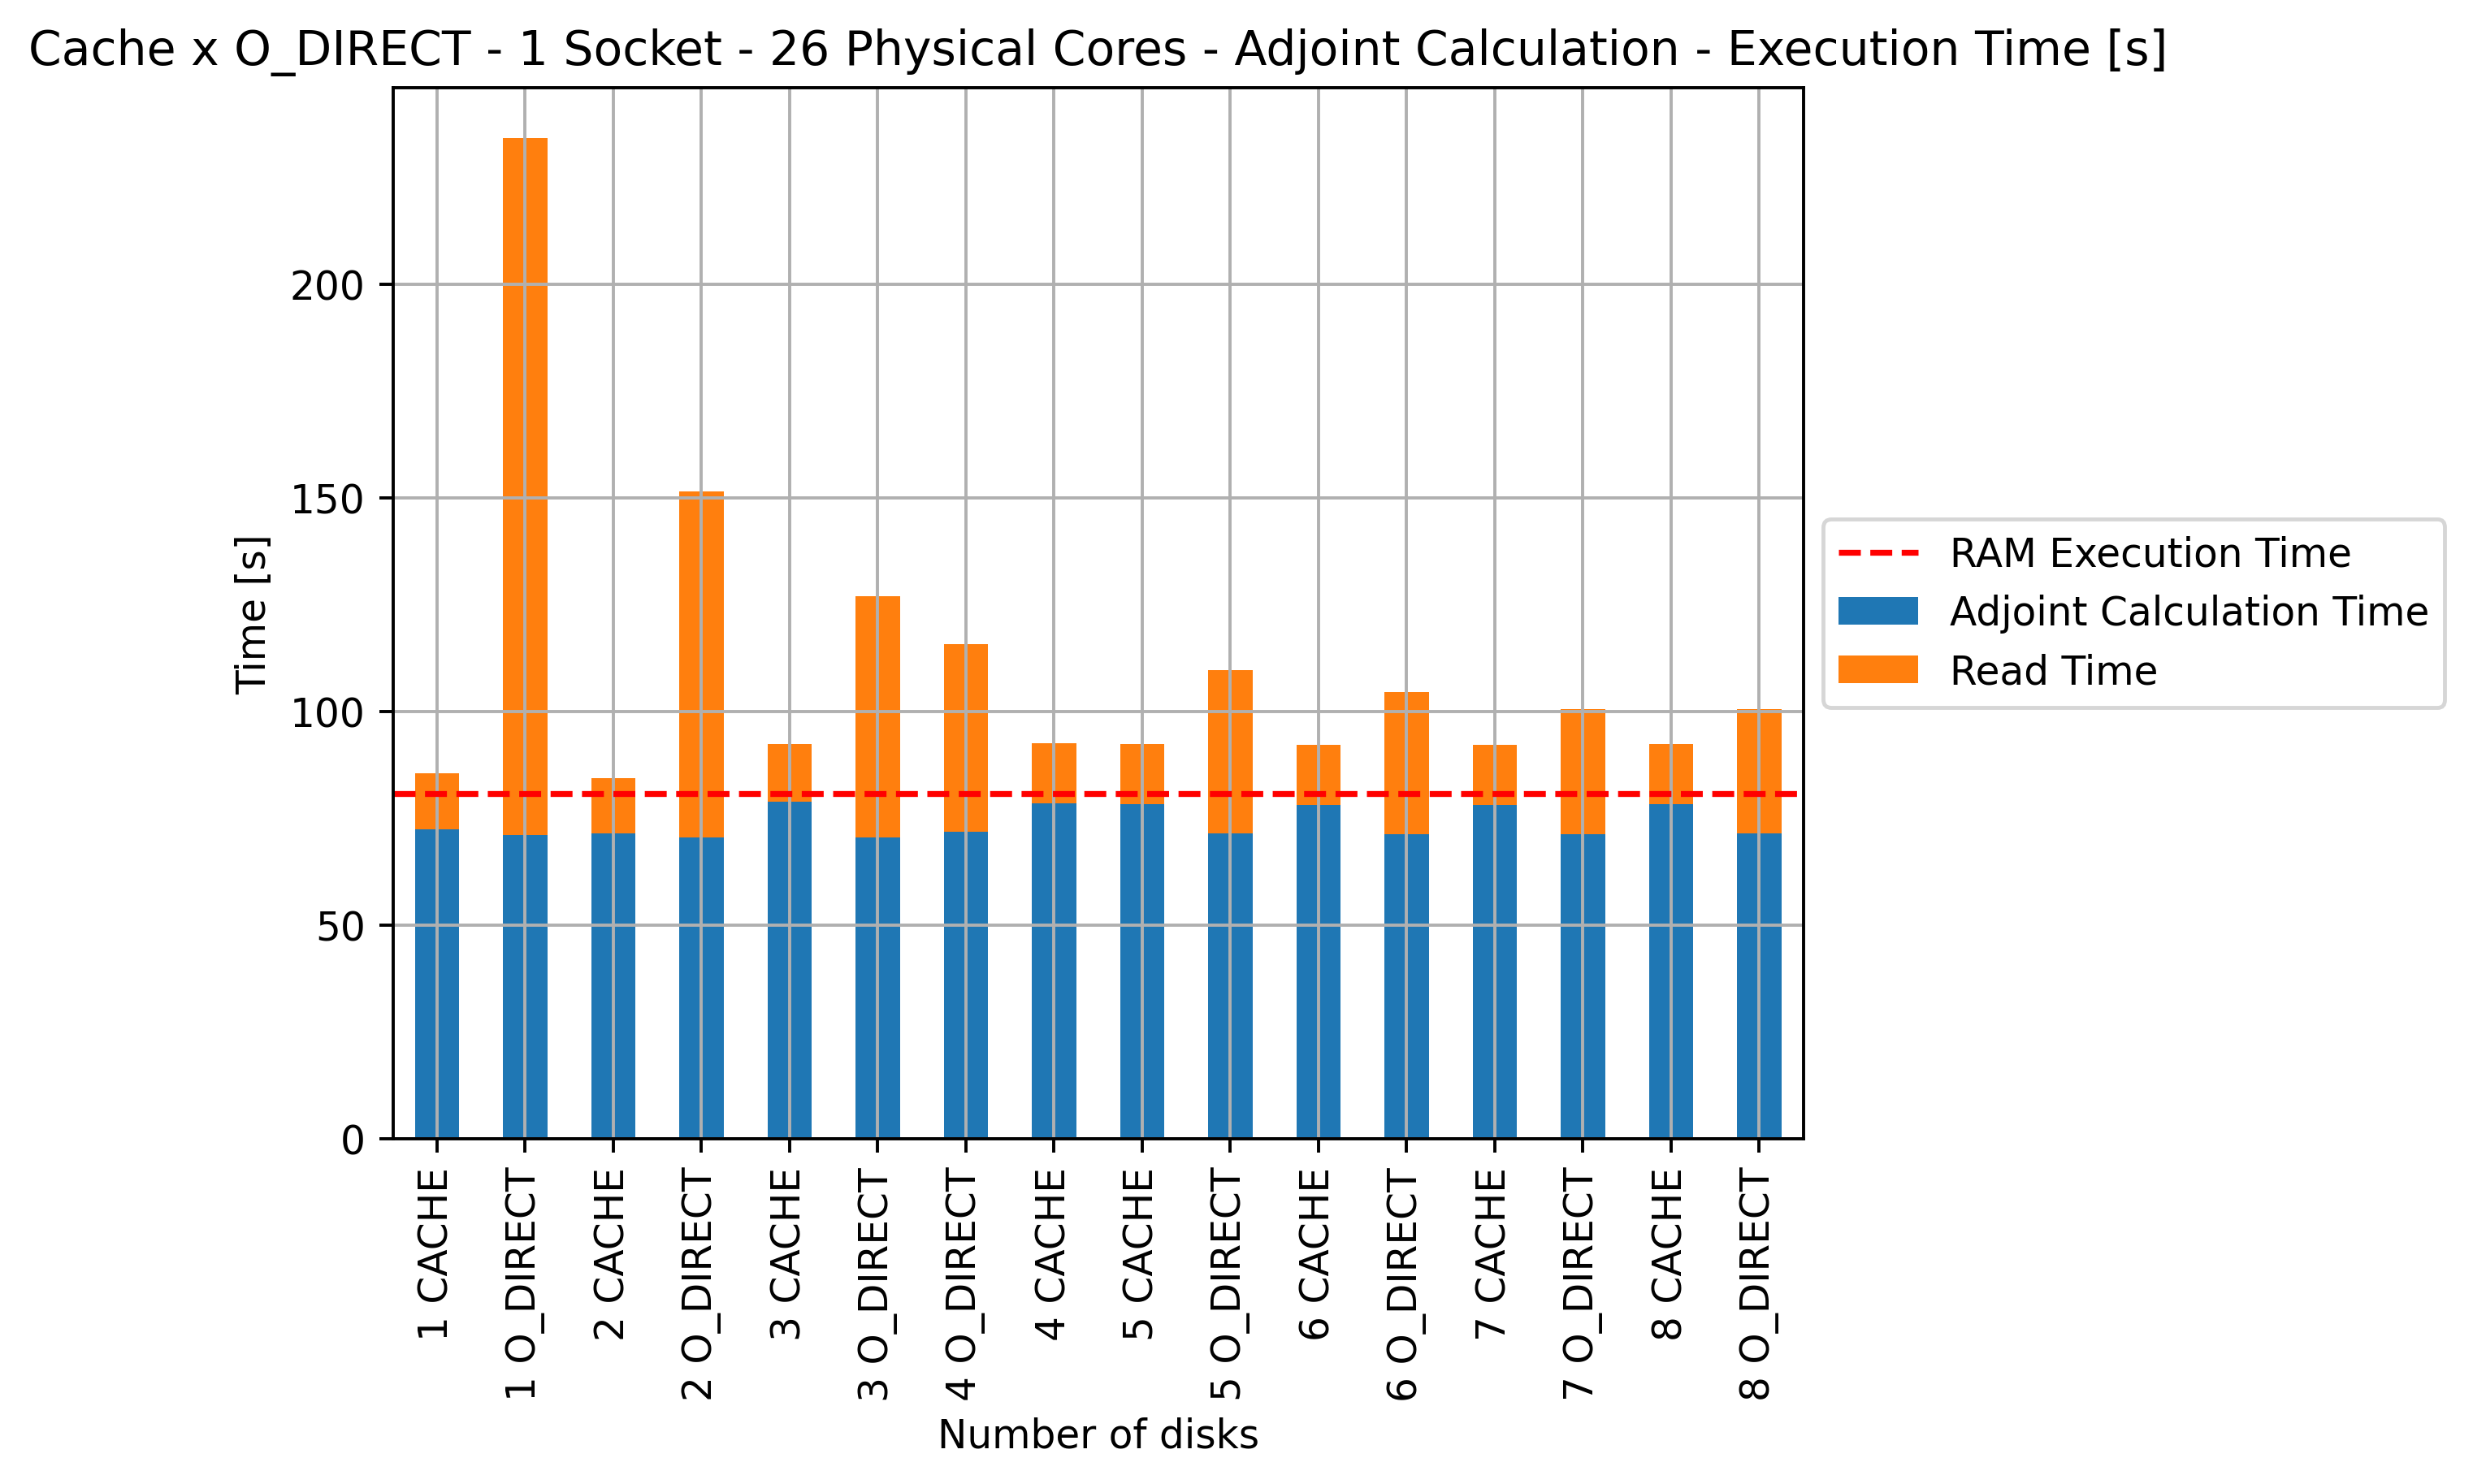 Cache x O_DIRECT - 1 Socket - 26 Physical Cores - Adjoint Calculation - Execution Time [s]
Time [s]
200
150
100
50
0
RAM Execution Time
Adjoint Calculation Time
Read Time
1 CACHE
1 O_DIRECT
2 CACHE
2 O_DIRECT
3 CACHE
3 O_DIRECT
4 O_DIRECT
4 CACHE
5 CACHE
5 O_DIRECT
6 CACHE
6 O_DIRECT
7 CACHE
7 O_DIRECT
8 CACHE
8 O_DIRECT
Number of disks